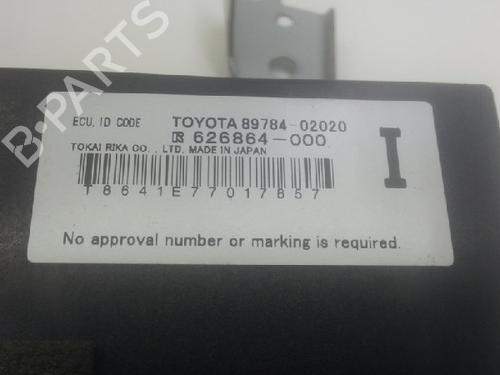 ECU, ID CODE TOYOTA 89784-02020
626864-000
TOKAI RIKA CO., LTD. MADE IN JAPAN
T8641E77017857
I
No approval number or marking is required.
B-PARTS